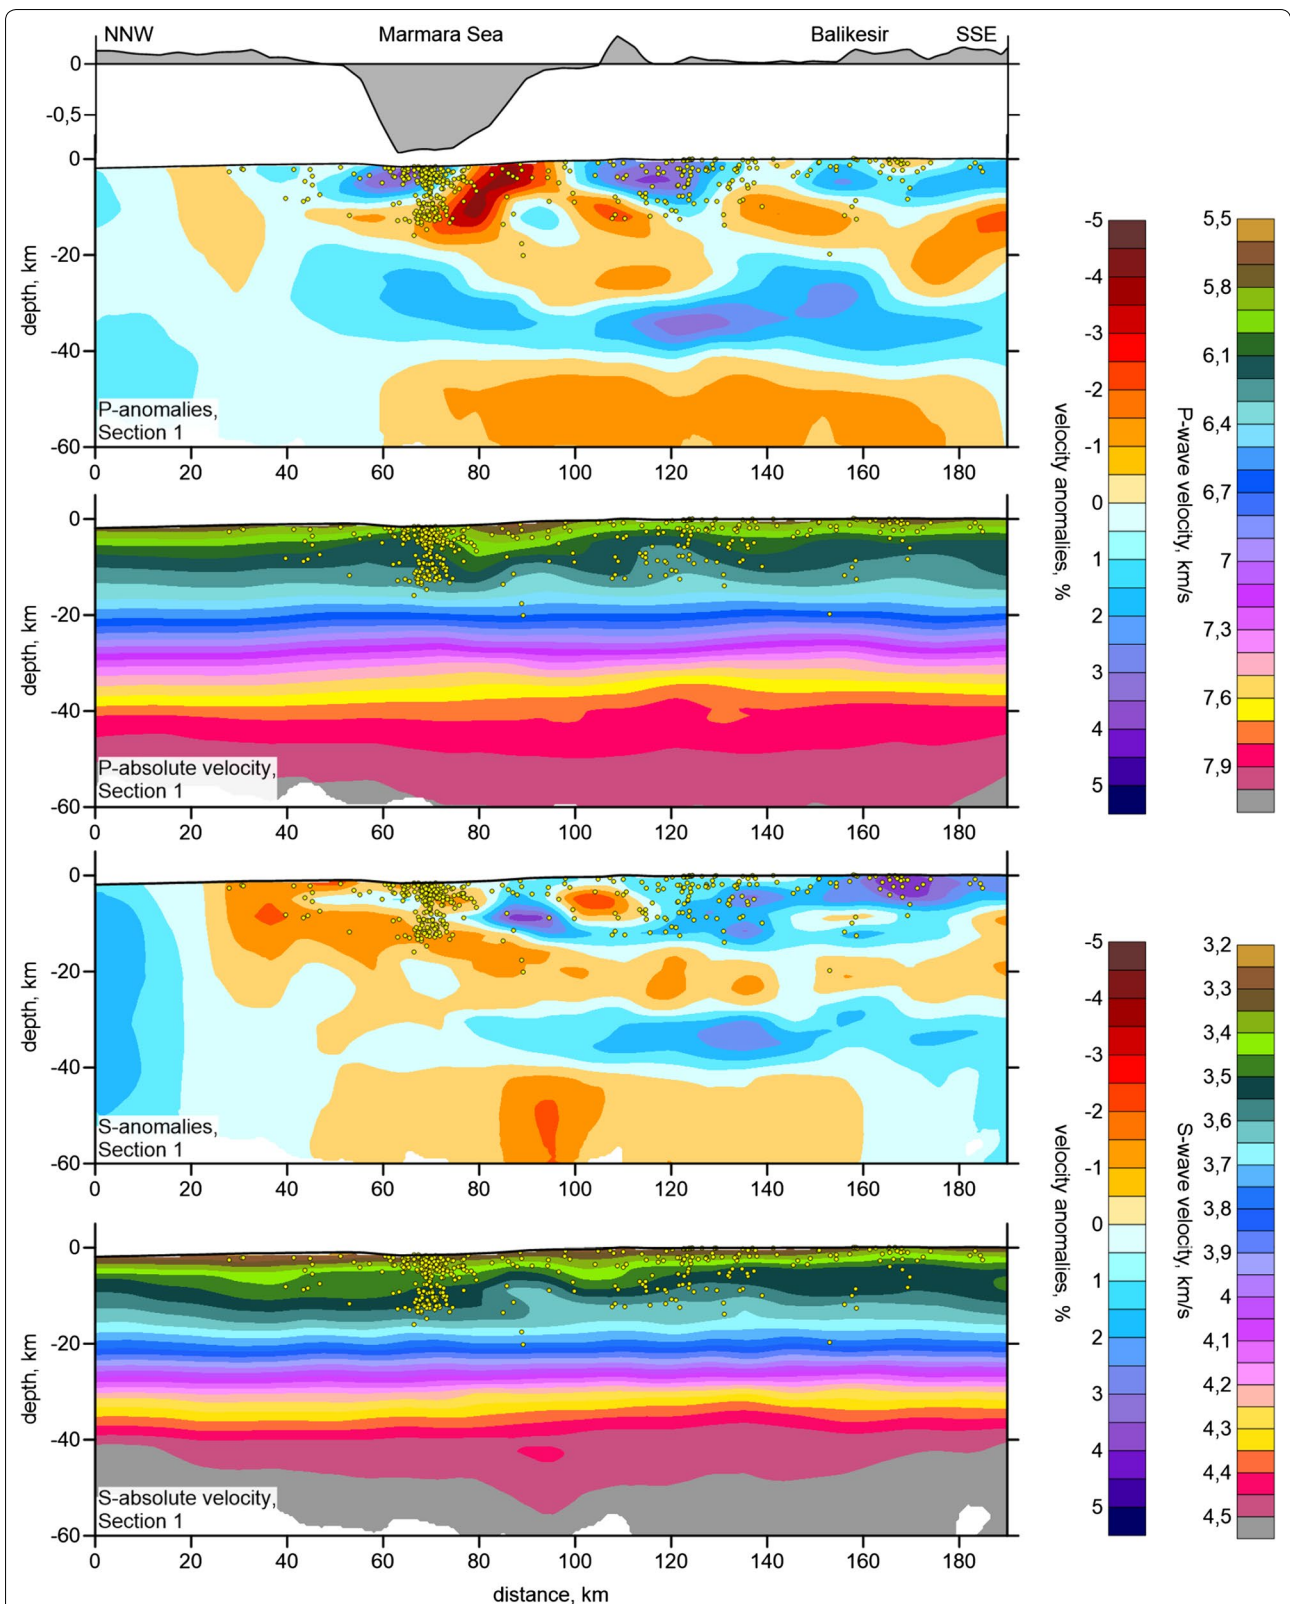 NNW Marmara Sea Balikesir SSE
0
-0,5
0
-20
-40
-60
depth, km
P-anomalies,
Section 1
0 20 40 60 80 100 120 140 160 180
0
-20
-40
-60
depth, km
P-absolute velocity,
Section 1
0 20 40 60 80 100 120 140 160 180
-5
-4
-3
-2
-1
0
1
2
3
4
5
velocity anomalies, %
5,5
5,8
6,1
6,4
6,7
7
7,3
7,6
7,9
P-wave velocity, km/s
0
-20
-40
-60
depth, km
S-anomalies,
Section 1
0 20 40 60 80 100 120 140 160 180
0
-20
-40
-60
depth, km
S-absolute velocity,
Section 1
0 20 40 60 80 100 120 140 160 180
distance, km
-5
-4
-3
-2
-1
0
1
2
3
4
5
velocity anomalies, %
3,2
3,3
3,4
3,5
3,6
3,7
3,8
3,9
4
4,1
4,2
4,3
4,4
4,5
S-wave velocity, km/s